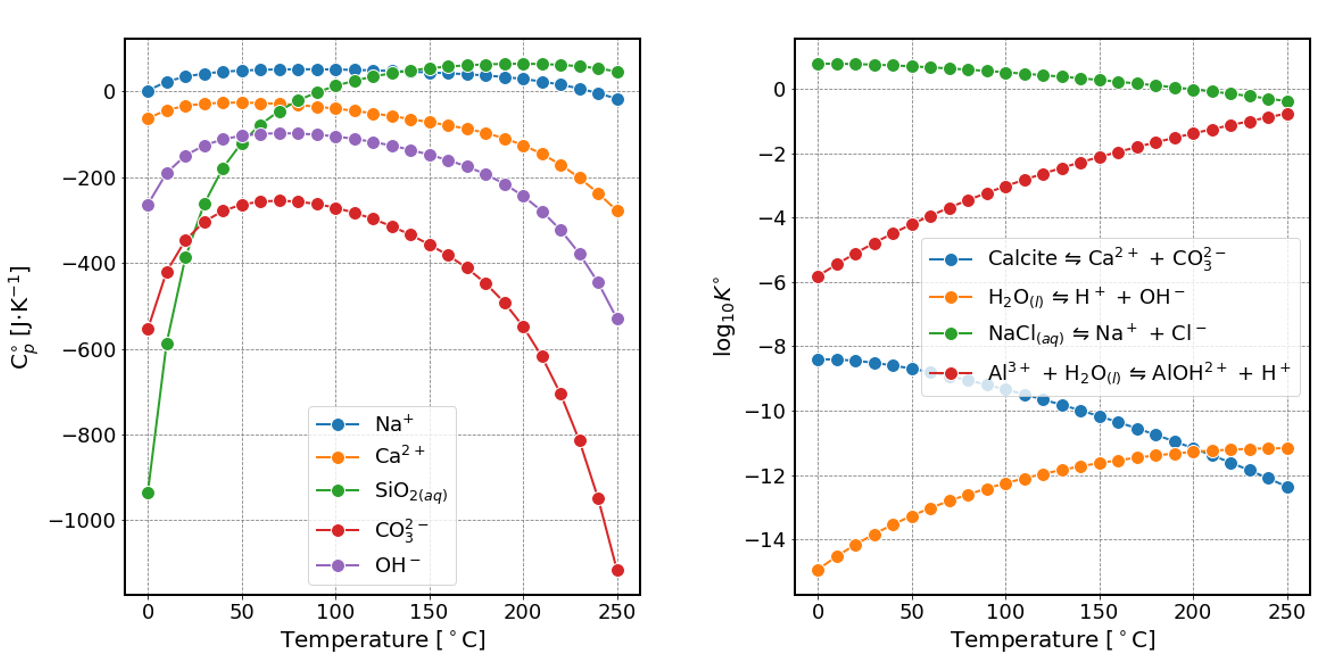 0
−200
−400
−600
−800
−1000
C°ₚ [J·K⁻¹]
Na⁺
Ca²⁺
SiO₂₍aq₎
CO₃²⁻
OH⁻
0 50 100 150 200 250
Temperature [°C]
0
−2
−4
−6
−8
−10
−12
−14
log₁₀K°
Calcite ⇋ Ca²⁺ + CO₃²⁻
H₂O₍l₎ ⇋ H⁺ + OH⁻
NaCl₍aq₎ ⇋ Na⁺ + Cl⁻
Al³⁺ + H₂O₍l₎ ⇋ AlOH²⁺ + H⁺
0 50 100 150 200 250
Temperature [°C]